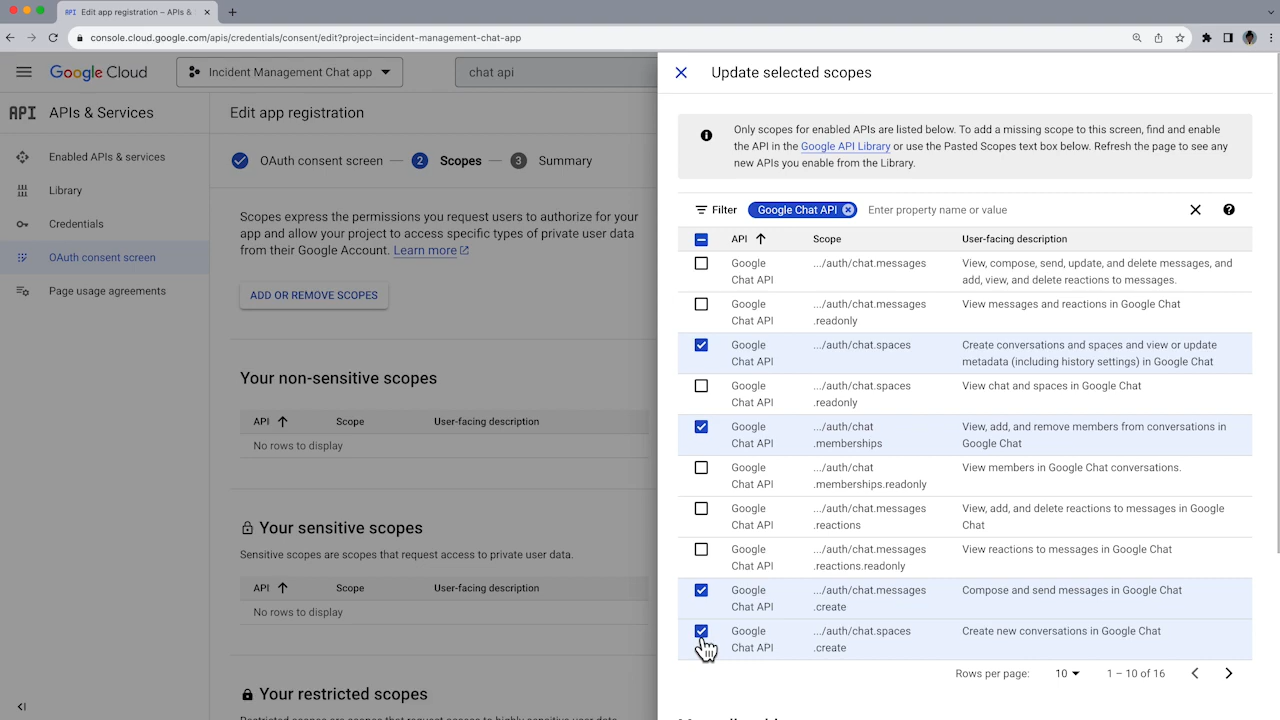 API Edit app registration – APIs &
console.cloud.google.com/apis/credentials/consent/edit?project=incident-management-chat-app
Google Cloud
Incident Management Chat app
chat api
API APIs & Services
Enabled APIs & services
Library
Credentials
OAuth consent screen
Page usage agreements
Edit app registration
OAuth consent screen — 2 Scopes — 3 Summary
Scopes express the permissions you request users to authorize for your
app and allow your project to access specific types of private user data
from their Google Account. Learn more
ADD OR REMOVE SCOPES
Your non-sensitive scopes
API Scope User-facing description
No rows to display
Your sensitive scopes
Sensitive scopes are scopes that request access to private user data.
API Scope User-facing description
No rows to display
Your restricted scopes
Restricted scopes are scopes that request access to highly sensitive user data.
Update selected scopes
Only scopes for enabled APIs are listed below. To add a missing scope to this screen, find and enable
the API in the Google API Library or use the Pasted Scopes text box below. Refresh the page to see any
new APIs you enable from the Library.
Filter Google Chat API Enter property name or value
API Scope User-facing description
Google .../auth/chat.messages View, compose, send, update, and delete messages, and
Chat API add, view, and delete reactions to messages.
Google .../auth/chat.messages View messages and reactions in Google Chat
Chat API .readonly
Google .../auth/chat.spaces Create conversations and spaces and view or update
Chat API metadata (including history settings) in Google Chat
Google .../auth/chat.spaces View chat and spaces in Google Chat
Chat API .readonly
Google .../auth/chat View, add, and remove members from conversations in
Chat API .memberships Google Chat
Google .../auth/chat View members in Google Chat conversations.
Chat API .memberships.readonly
Google .../auth/chat.messages View, add, and delete reactions to messages in Google
Chat API .reactions Chat
Google .../auth/chat.messages View reactions to messages in Google Chat
Chat API .reactions.readonly
Google .../auth/chat.messages Compose and send messages in Google Chat
Chat API .create
Google .../auth/chat.spaces Create new conversations in Google Chat
Chat API .create
Rows per page: 10 1 – 10 of 16